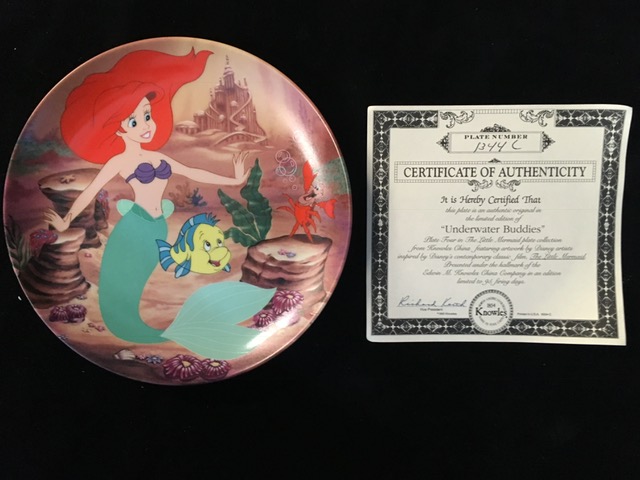 PLATE NUMBER
1344 C
CERTIFICATE OF AUTHENTICITY
It is Hereby Certified That
this plate is an authentic original in
the limited edition of
"Underwater Buddies"
Plate Four in The Little Mermaid plate collection
from Knowles China, featuring artwork by Disney artists
inspired by Disney's contemporary classic film, The Little Mermaid.
Presented under the hallmark of the
Edwin M. Knowles China Company in an edition
limited to 95 firing days.
Vice President
Knowles